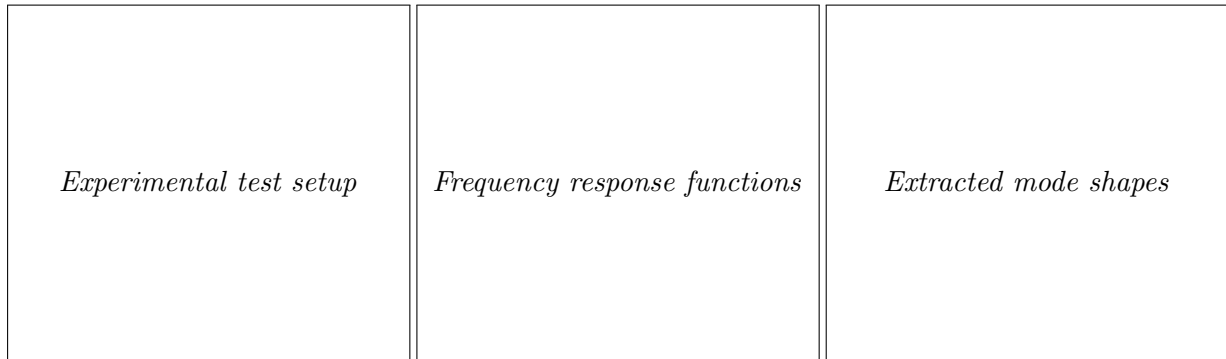 Experimental test setup
Frequency response functions
Extracted mode shapes